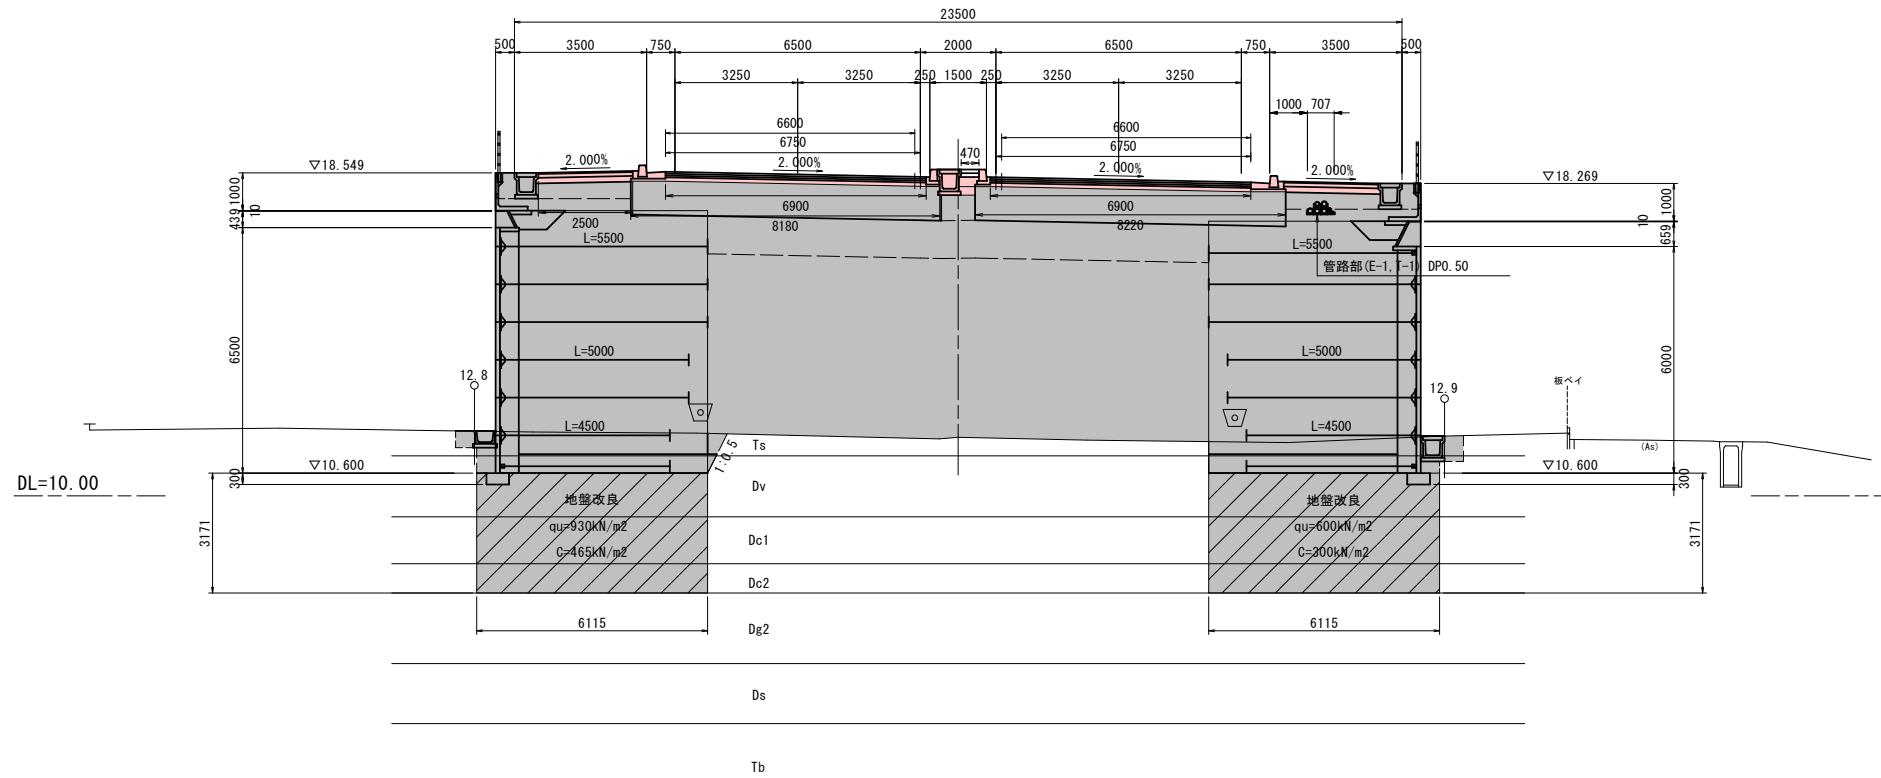 23500
500 3500 750 6500 2000 6500 750 3500 500
3250 3250 250 1500 250 3250 3250
1000 707
6600 6600
6750 470 6750
▽18.549 2.000% 2.000% 2.000% 2.000% ▽18.269
1000 1000
439 10 10 659
6900 6900
2500 8180 8220
L=5500 L=5500
管路部(E-1,T-1) DP0.50
6500 6000
L=5000 L=5000
12.8 12.9
板ペイ
L=4500 L=4500
Ts (As)
1:0.5
▽10.600 ▽10.600
300 300
DL=10.00
Dv
地盤改良 地盤改良
qu=930kN/m2 qu=600kN/m2
C=465kN/m2 C=300kN/m2
3171 3171
Dc1
Dc2
6115 6115
Dg2
Ds
Tb